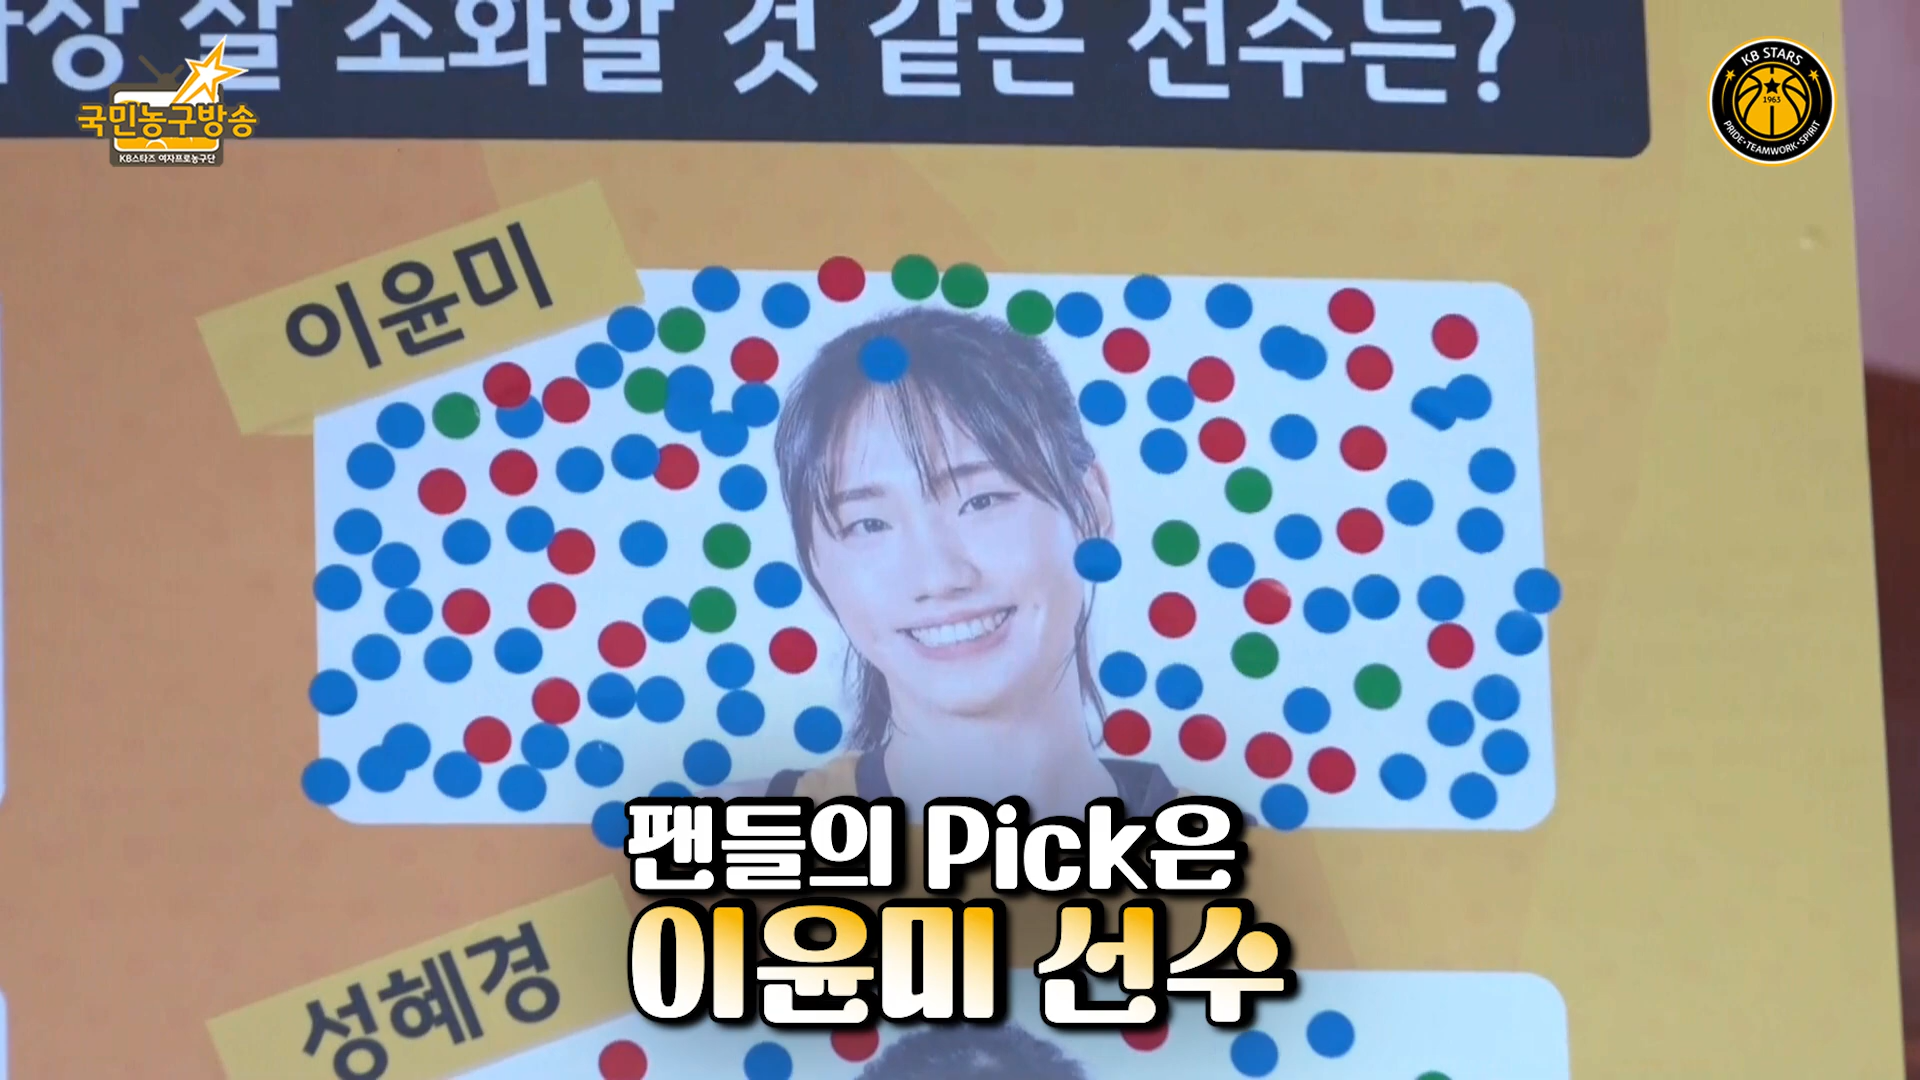 잘 소화할 것 같은 선수는?
국민농구방송
KB스타즈 여자프로농구단
KB STARS
1963
PRIDE·TEAMWORK·SPIRIT
이윤미
팬들의 Pick은
이윤미 선수
성혜경